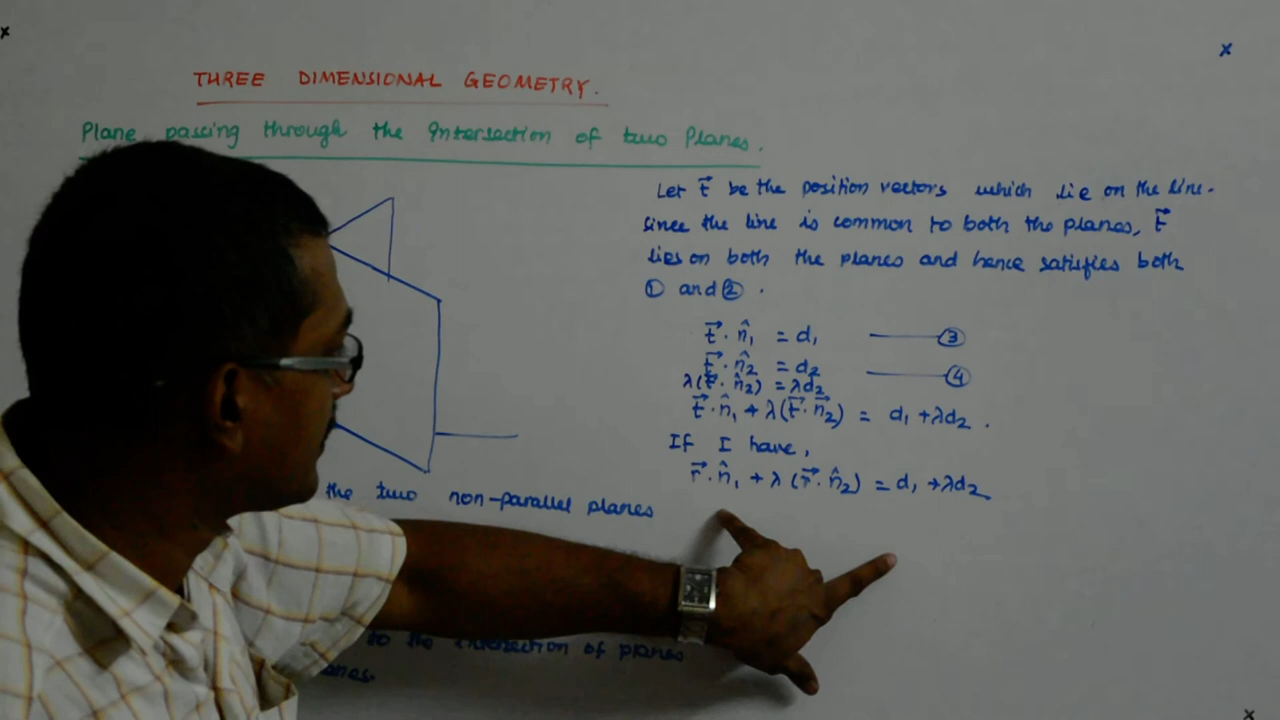 THREE DIMENSIONAL GEOMETRY.
Plane passing through the Intersection of two Planes.
Let t⃗ be the position vectors which lie on the line.
since the line is common to both the planes, t⃗
lies on both the planes and hence satisfies both
① and ② .
t⃗ · n̂₁ = d₁ ③
t⃗ · n̂₂ = d₂ ④
λ(t⃗ · n̂₂) = λd₂
t⃗ · n̂₁ + λ(t⃗ · n⃗₂) = d₁ + λd₂ .
If I have,
r⃗ · n̂₁ + λ (r⃗ · n̂₂) = d₁ + λd₂
the two non-parallel planes
to the intersection of planes